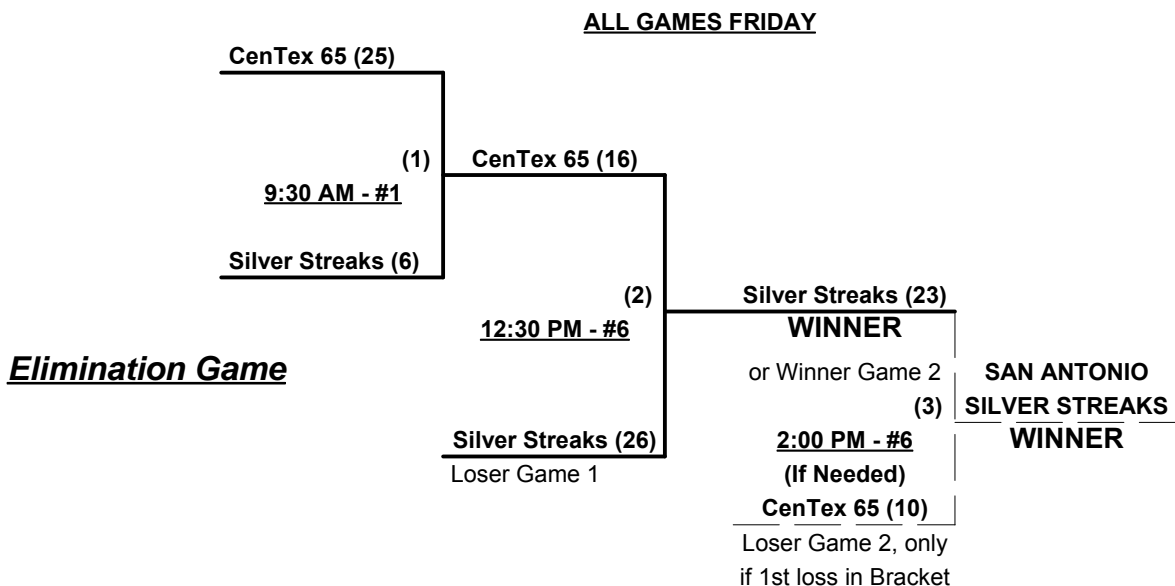 ALL GAMES FRIDAY
CenTex 65 (25)
(1)
CenTex 65 (16)
9:30 AM - #1
Silver Streaks (6)
(2)
Silver Streaks (23)
12:30 PM - #6
WINNER
Elimination Game
or Winner Game 2
SAN ANTONIO
(3)
SILVER STREAKS
Silver Streaks (26)
2:00 PM - #6
WINNER
Loser Game 1
(If Needed)
CenTex 65 (10)
Loser Game 2, only
if 1st loss in Bracket